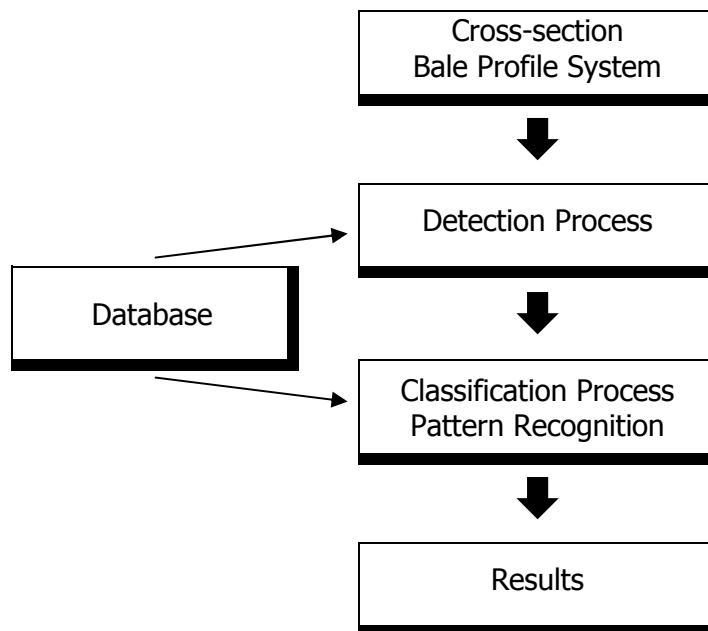 Cross-section
Bale Profile System
Detection Process
Database
Classification Process
Pattern Recognition
Results